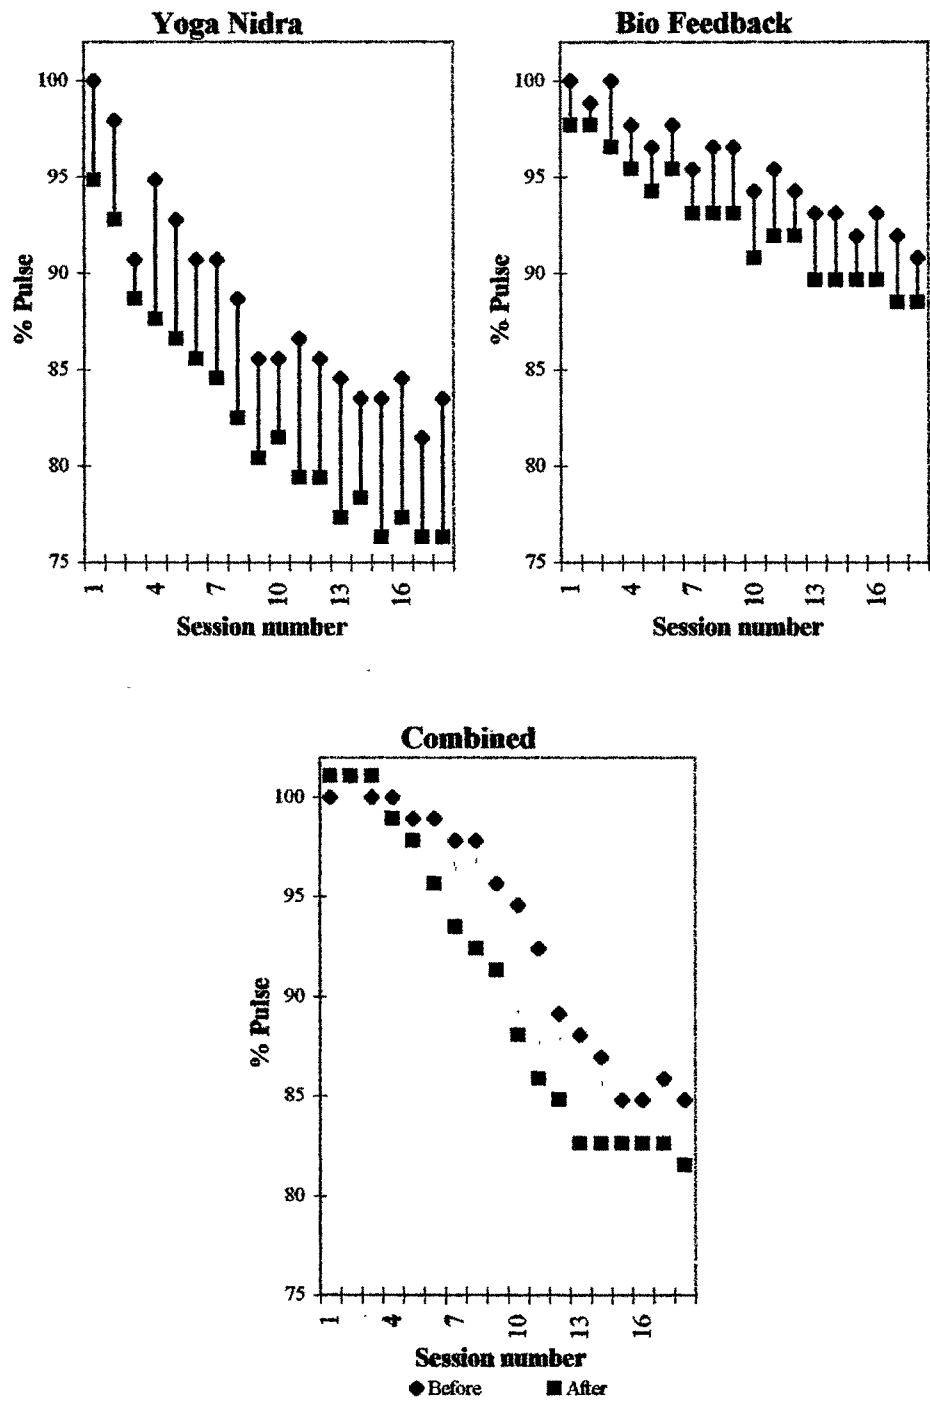 Yoga Nidra
100
95
90
85
80
75
% Pulse
1 4 7 10 13 16
Session number
Bio Feedback
100
95
90
85
80
75
% Pulse
1 4 7 10 13 16
Session number
Combined
100
95
90
85
80
75
% Pulse
1 4 7 10 13 16
Session number
Before After